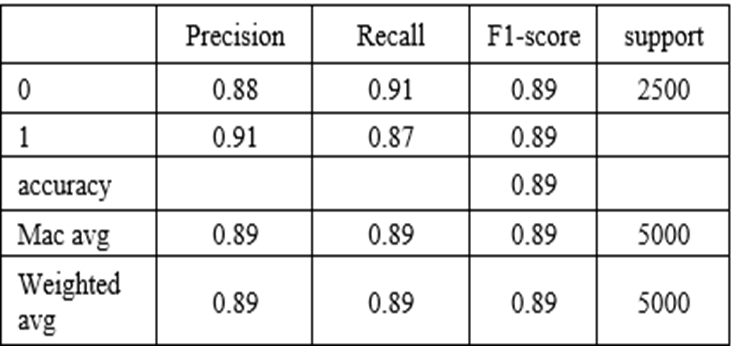 Precision Recall F1-score support
0 0.88 0.91 0.89 2500
1 0.91 0.87 0.89
accuracy 0.89
Mac avg 0.89 0.89 0.89 5000
Weighted
avg 0.89 0.89 0.89 5000